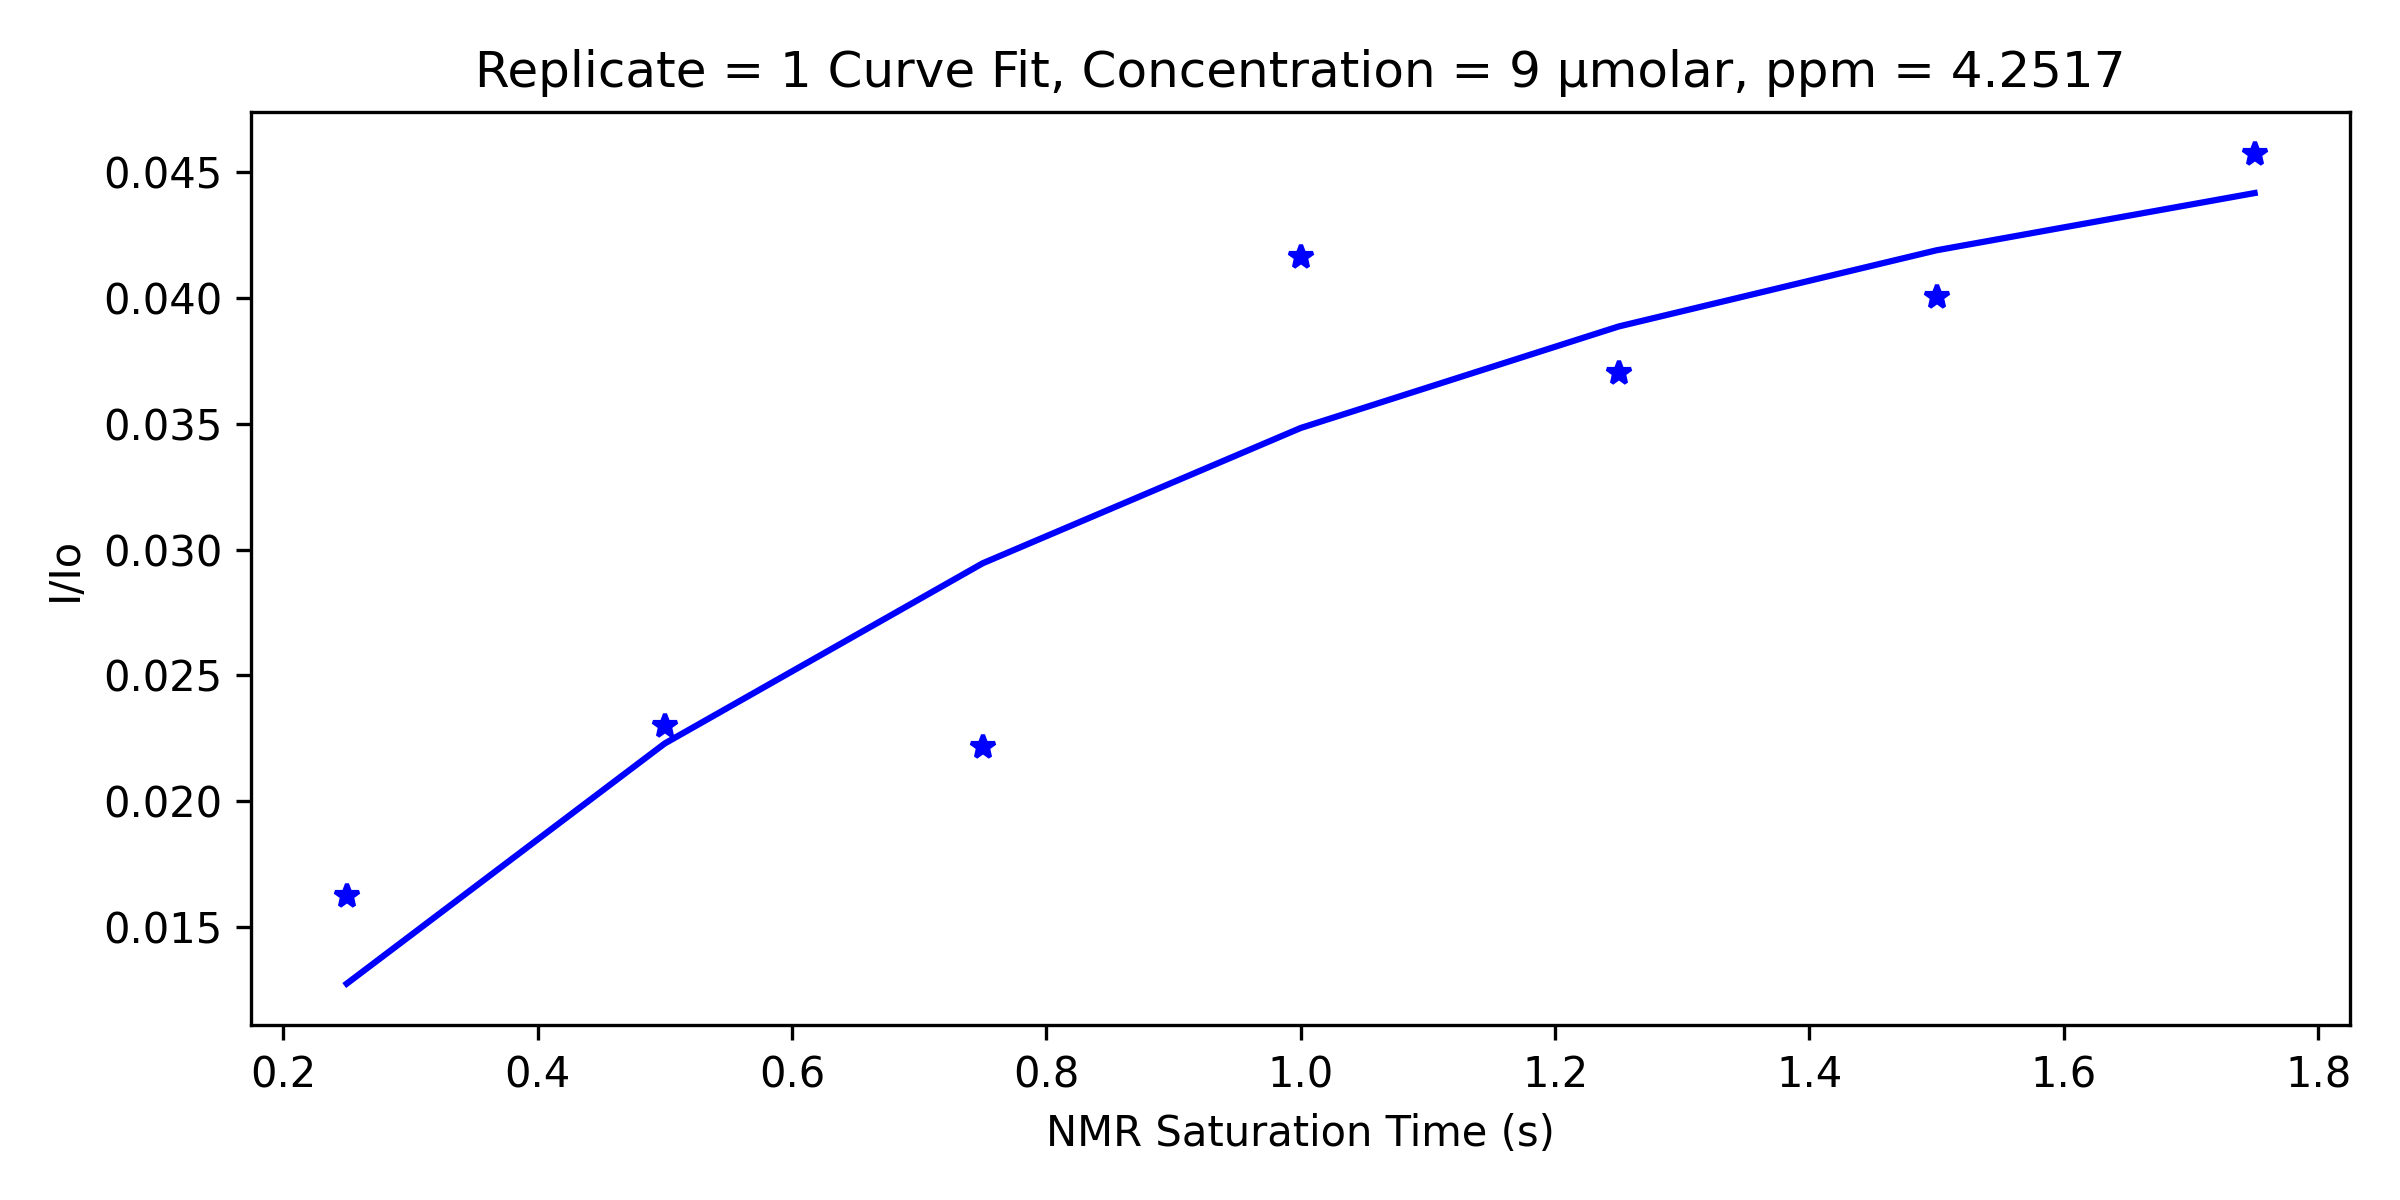 Replicate = 1 Curve Fit, Concentration = 9 µmolar, ppm = 4.2517
0.045
0.040
0.035
0.030
0.025
0.020
0.015
I/Io
0.2 0.4 0.6 0.8 1.0 1.2 1.4 1.6 1.8
NMR Saturation Time (s)